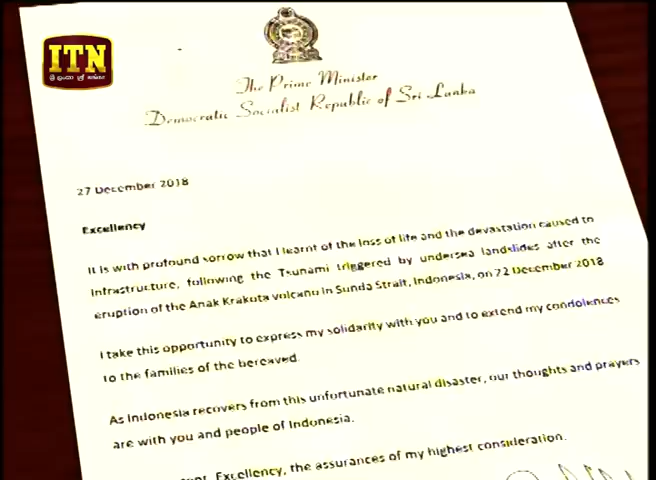 ITN
ශ්‍රී ලංකා ශ්‍රී ලංකා
The Prime Minister
Democratic Socialist Republic of Sri Lanka
27 December 2018
Excellency
It is with profound sorrow that I learnt of the loss of life and the devastation caused to
infrastructure, following the Tsunami triggered by undersea landslides after the
eruption of the Anak Krakota volcano in Sunda Strait, Indonesia, on 22 December 2018
I take this opportunity to express my solidarity with you and to extend my condolences
to the families of the bereaved.
As Indonesia recovers from this unfortunate natural disaster, our thoughts and prayers
are with you and people of Indonesia.
Excellency, the assurances of my highest consideration.